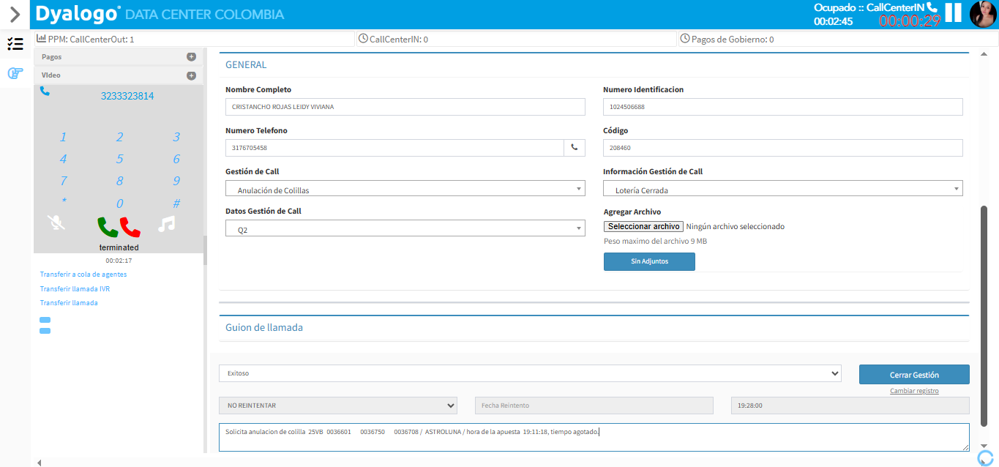 Dyalogo DATA CENTER COLOMBIA
Ocupado :: CallCenterIN
00:02:45 00:00:29
PPM: CallCenterOut: 1 CallCenterIN: 0 Pagos de Gobierno: 0
Pagos
VIdeo
3233323814
1 2 3
4 5 6
7 8 9
* 0 #
terminated
00:02:17
Transferir a cola de agentes
Transferir llamada IVR
Transferir llamada
GENERAL
Nombre Completo Numero Identificacion
CRISTANCHO ROJAS LEIDY VIVIANA 1024506688
Numero Telefono Código
3176705458 208460
Gestión de Call Información Gestión de Call
Anulación de Colillas Lotería Cerrada
Datos Gestión de Call Agregar Archivo
Q2 Seleccionar archivo Ningún archivo seleccionado
Peso maximo del archivo 9 MB
Sin Adjuntos
Guion de llamada
Exitoso Cerrar Gestión
Cambiar registro
NO REINTENTAR Fecha Reintento 19:28:00
Solicita anulacion de colilla 25VB 0036601 0036750 0036708 / ASTROLUNA / hora de la apuesta 19:11:18, tiempo agotado.